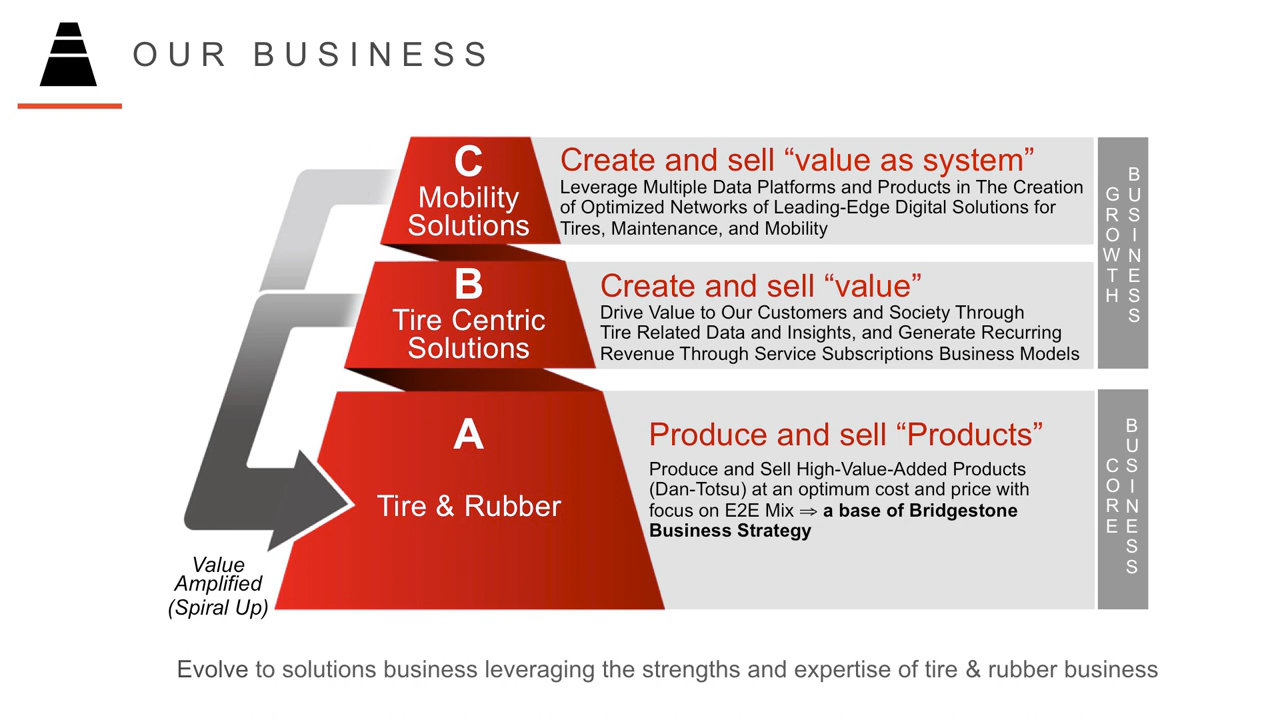 OUR BUSINESS
C
Mobility
Solutions
Create and sell “value as system”
Leverage Multiple Data Platforms and Products in The Creation
of Optimized Networks of Leading-Edge Digital Solutions for
Tires, Maintenance, and Mobility
B
Tire Centric
Solutions
Create and sell “value”
Drive Value to Our Customers and Society Through
Tire Related Data and Insights, and Generate Recurring
Revenue Through Service Subscriptions Business Models
GROWTH
BUSINESS
A
Tire & Rubber
Produce and sell “Products”
Produce and Sell High-Value-Added Products
(Dan-Totsu) at an optimum cost and price with
focus on E2E Mix ⇒ a base of Bridgestone
Business Strategy
CORE
BUSINESS
Value
Amplified
(Spiral Up)
Evolve to solutions business leveraging the strengths and expertise of tire & rubber business